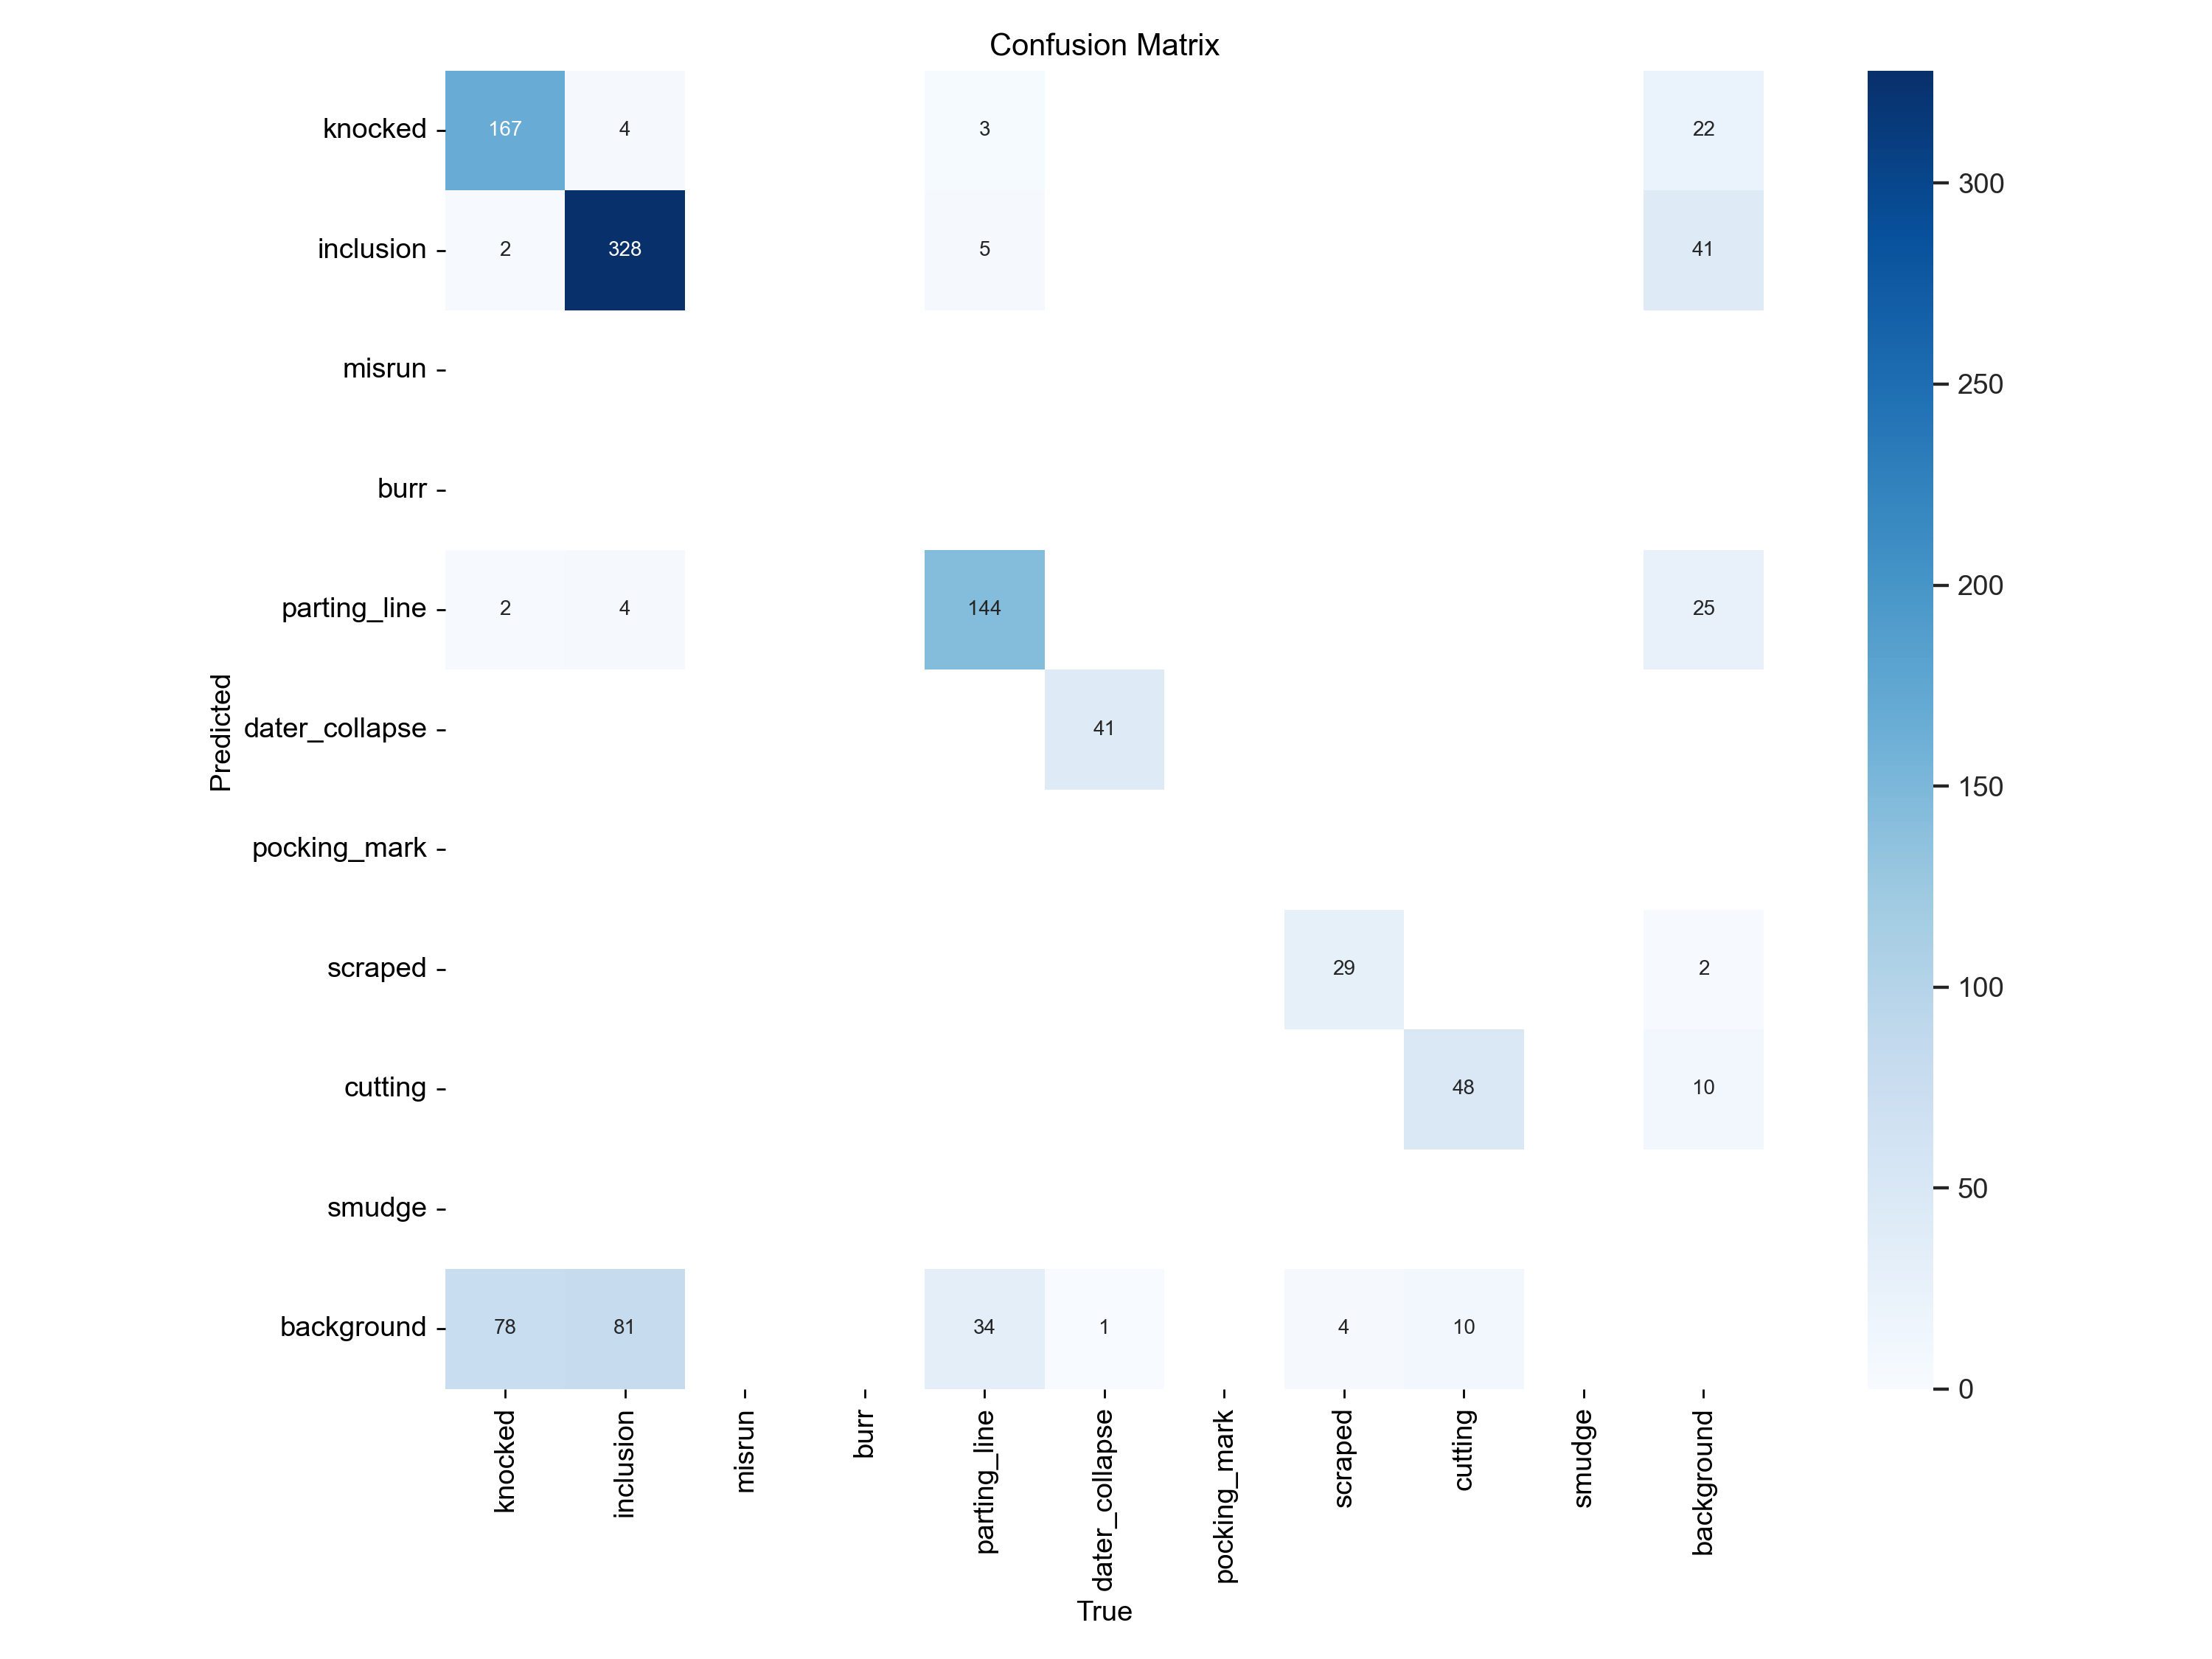 Confusion Matrix
knocked 167 4 3 22
inclusion 2 328 5 41
misrun
burr
parting_line 2 4 144 25
dater_collapse 41
pocking_mark
scraped 29 2
cutting 48 10
smudge
background 78 81 34 1 4 10
Predicted
knocked
inclusion
misrun
burr
parting_line
dater_collapse
pocking_mark
scraped
cutting
smudge
background
True
300
250
200
150
100
50
0